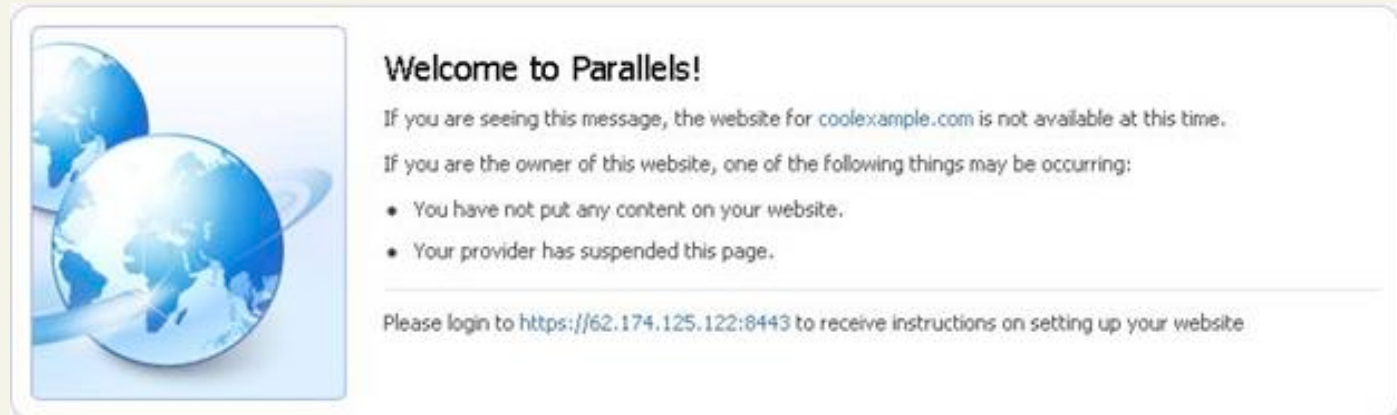 Welcome to Parallels!
If you are seeing this message, the website for coolexample.com is not available at this time.
If you are the owner of this website, one of the following things may be occurring:
• You have not put any content on your website.
• Your provider has suspended this page.
Please login to https://62.174.125.122:8443 to receive instructions on setting up your website